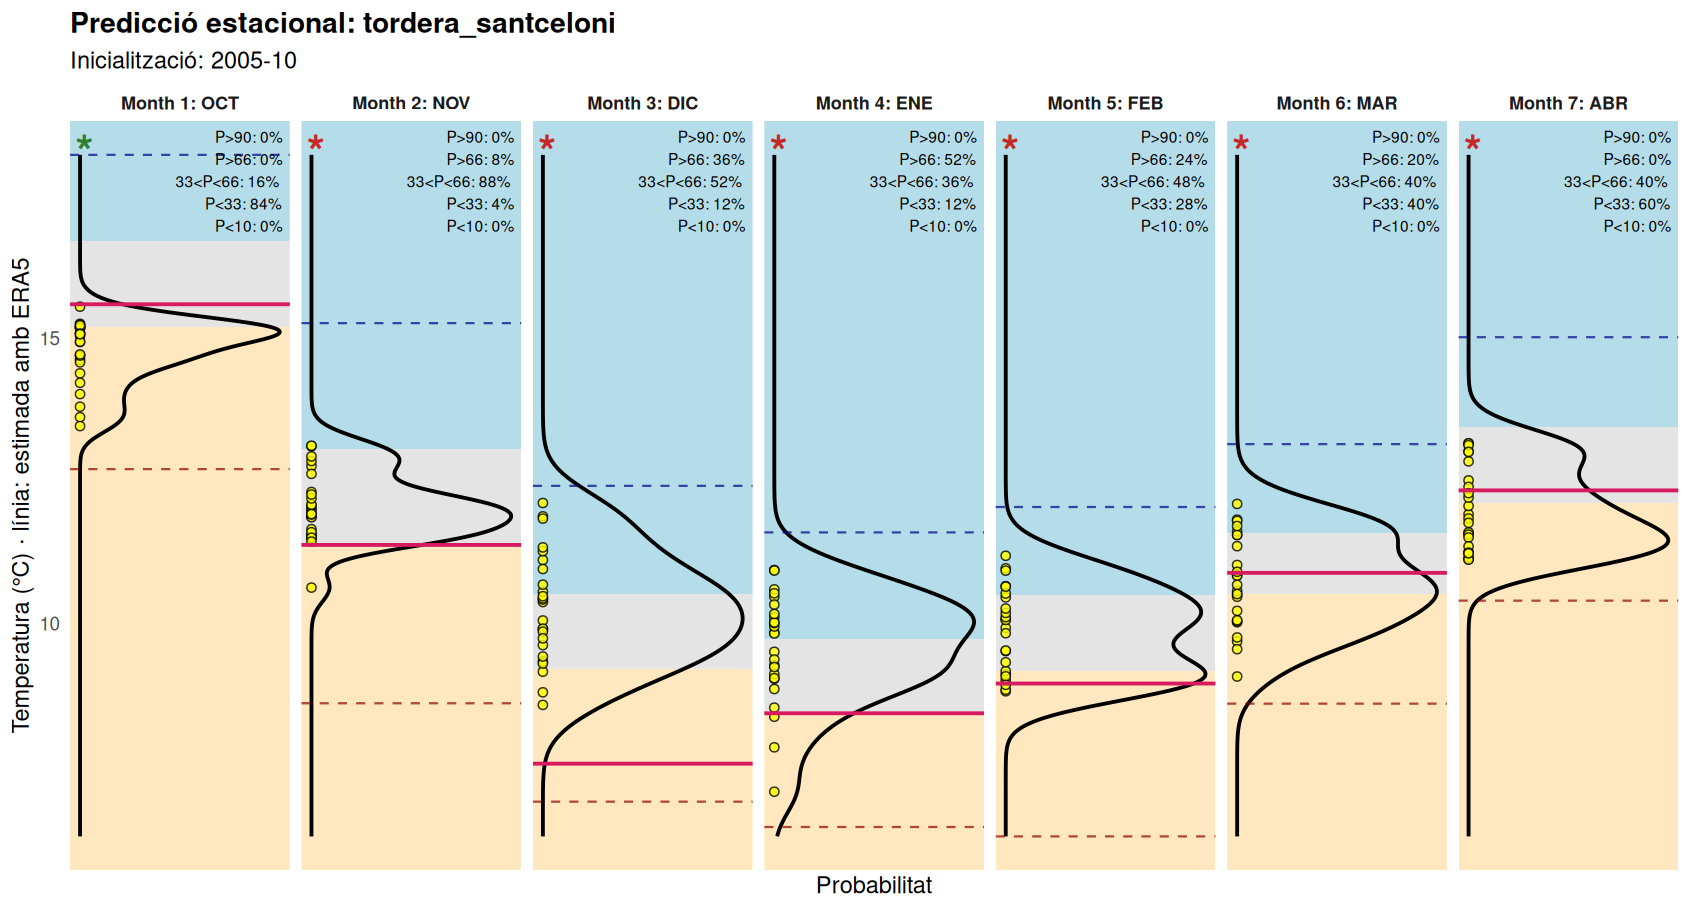 Predicció estacional: tordera_santceloni
Inicialització: 2005-10
Month 1: OCT
Month 2: NOV
Month 3: DIC
Month 4: ENE
Month 5: FEB
Month 6: MAR
Month 7: ABR
*
P>90: 0%
P>66: 0%
33<P<66: 16%
P<33: 84%
P<10: 0%
*
P>90: 0%
P>66: 8%
33<P<66: 88%
P<33: 4%
P<10: 0%
*
P>90: 0%
P>66: 36%
33<P<66: 52%
P<33: 12%
P<10: 0%
*
P>90: 0%
P>66: 52%
33<P<66: 36%
P<33: 12%
P<10: 0%
*
P>90: 0%
P>66: 24%
33<P<66: 48%
P<33: 28%
P<10: 0%
*
P>90: 0%
P>66: 20%
33<P<66: 40%
P<33: 40%
P<10: 0%
*
P>90: 0%
P>66: 0%
33<P<66: 40%
P<33: 60%
P<10: 0%
Temperatura (°C) · línia: estimada amb ERA5
15
10
Probabilitat